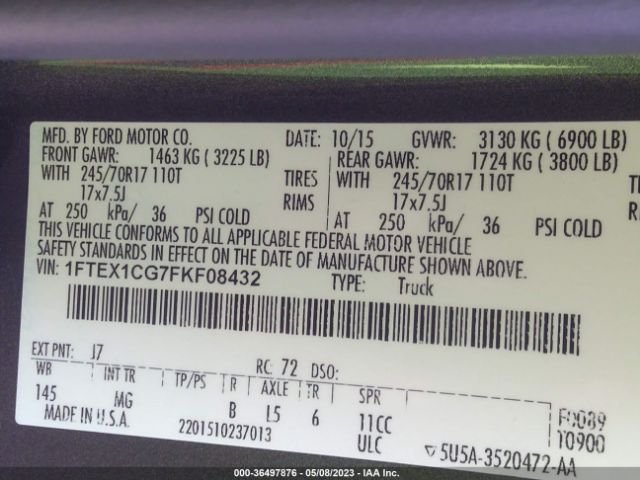 MFD. BY FORD MOTOR CO. DATE: 10/15 GVWR: 3130 KG ( 6900 LB)
FRONT GAWR: 1463 KG ( 3225 LB) REAR GAWR: 1724 KG ( 3800 LB)
WITH 245/70R17 110T TIRES WITH 245/70R17 110T
17x7.5J RIMS 17x7.5J
AT 250 kPa/ 36 PSI COLD AT 250 kPa/ 36 PSI COLD
THIS VEHICLE CONFORMS TO ALL APPLICABLE FEDERAL MOTOR VEHICLE
SAFETY STANDARDS IN EFFECT ON THE DATE OF MANUFACTURE SHOWN ABOVE.
VIN: 1FTEX1CG7FKF08432 TYPE: Truck
EXT PNT: J7 RC: 72 DSO:
WB INT TR TP/PS R AXLE TR SPR
145 MG B L5 6 11CC F0089
MADE IN U.S.A. 2201510237013 ULC T0900
5U5A-3520472-AA
000-36497876 - 05/08/2023 - IAA Inc.